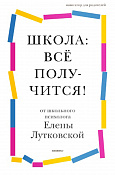 ШКОЛА:
ВСЁ
ПОЛУ-
ЧИТСЯ!
ОТ ШКОЛЬНОГО
ПСИХОЛОГА
Елены
Лутковской